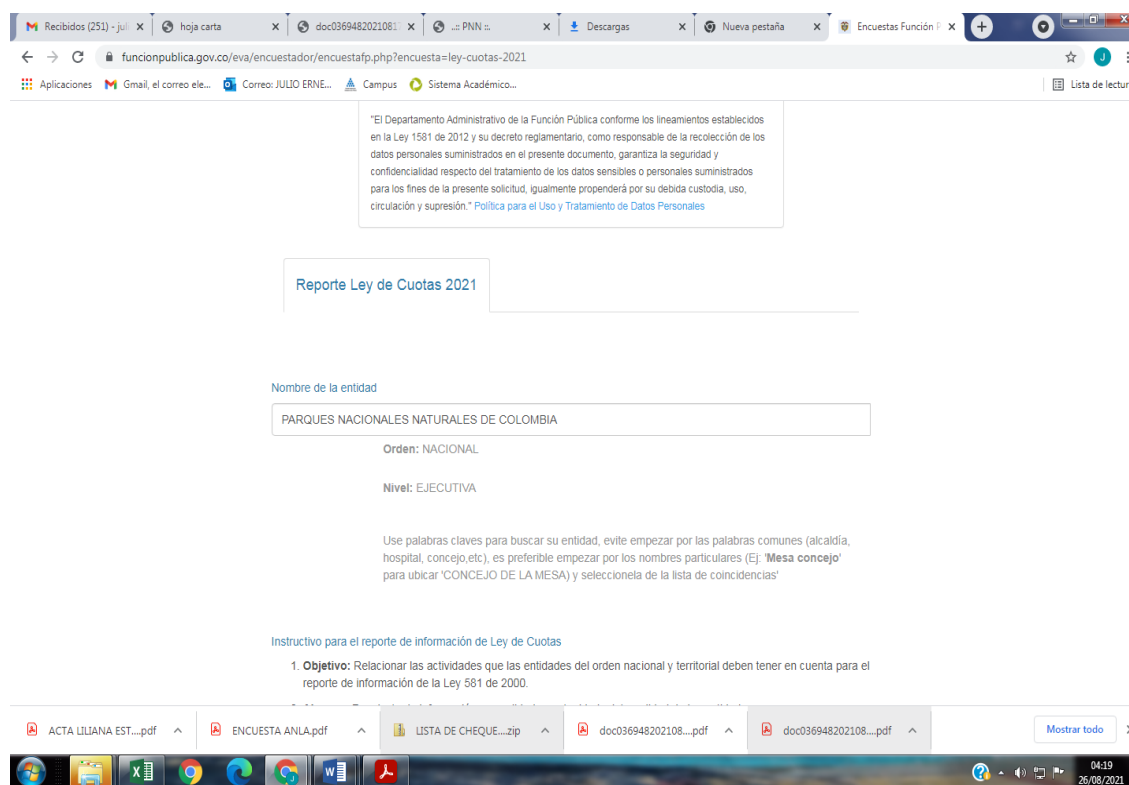 Recibidos (251) - juli
hoja carta
doc03694820210817
..:: PNN ::.
Descargas
Nueva pestaña
Encuestas Función P
funcionpublica.gov.co/eva/encuestador/encuestafp.php?encuesta=ley-cuotas-2021
Aplicaciones
Gmail, el correo ele...
Correo: JULIO ERNE...
Campus
Sistema Académico...
Lista de lectur
"El Departamento Administrativo de la Función Pública conforme los lineamientos establecidos
en la Ley 1581 de 2012 y su decreto reglamentario, como responsable de la recolección de los
datos personales suministrados en el presente documento, garantiza la seguridad y
confidencialidad respecto del tratamiento de los datos sensibles o personales suministrados
para los fines de la presente solicitud, igualmente propenderá por su debida custodia, uso,
circulación y supresión." Política para el Uso y Tratamiento de Datos Personales
Reporte Ley de Cuotas 2021
Nombre de la entidad
PARQUES NACIONALES NATURALES DE COLOMBIA
Orden: NACIONAL
Nivel: EJECUTIVA
Use palabras claves para buscar su entidad, evite empezar por las palabras comunes (alcaldía,
hospital, concejo,etc), es preferible empezar por los nombres particulares (Ej: 'Mesa concejo'
para ubicar 'CONCEJO DE LA MESA) y seleccionela de la lista de coincidencias'
Instructivo para el reporte de información de Ley de Cuotas
1. Objetivo: Relacionar las actividades que las entidades del orden nacional y territorial deben tener en cuenta para el
reporte de información de la Ley 581 de 2000.
ACTA LILIANA EST....pdf
ENCUESTA ANLA.pdf
LISTA DE CHEQUE....zip
doc036948202108....pdf
doc036948202108....pdf
Mostrar todo
04:19
26/08/2021